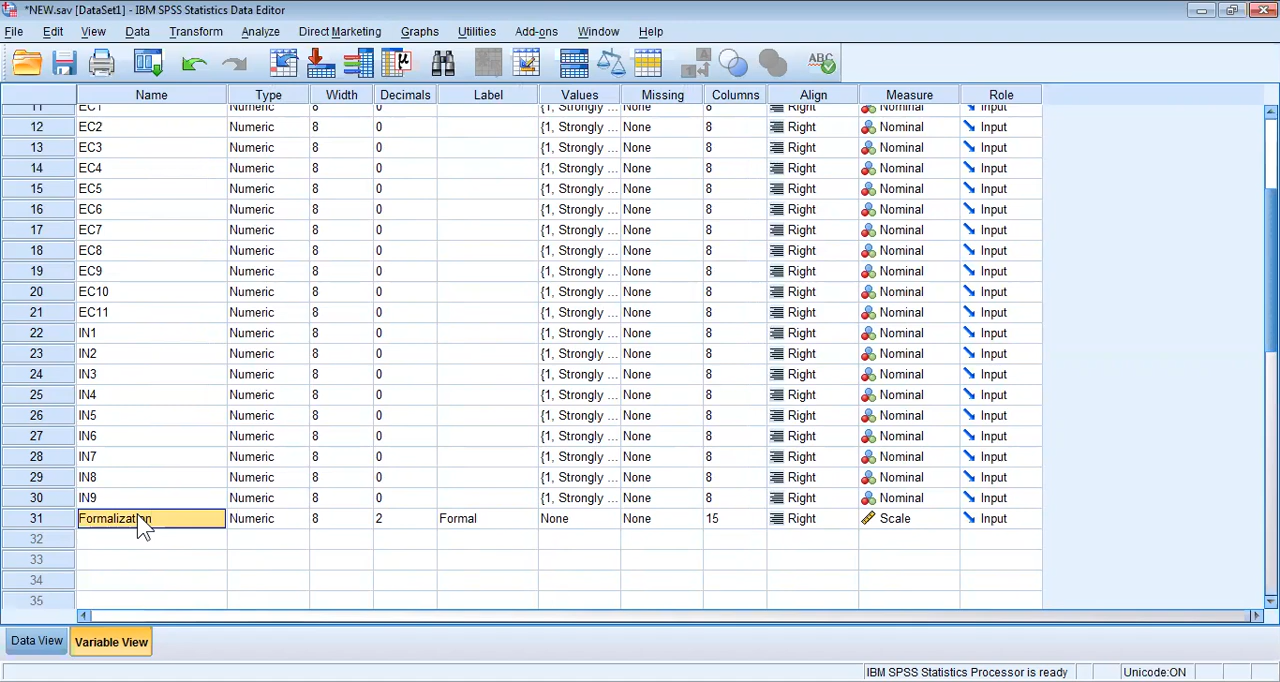 *NEW.sav [DataSet1] - IBM SPSS Statistics Data Editor
File Edit View Data Transform Analyze Direct Marketing Graphs Utilities Add-ons Window Help
Name Type Width Decimals Label Values Missing Columns Align Measure Role
11 EC1 Numeric 8 0 {1, Strongly ... None 8 Right Nominal Input
12 EC2 Numeric 8 0 {1, Strongly ... None 8 Right Nominal Input
13 EC3 Numeric 8 0 {1, Strongly ... None 8 Right Nominal Input
14 EC4 Numeric 8 0 {1, Strongly ... None 8 Right Nominal Input
15 EC5 Numeric 8 0 {1, Strongly ... None 8 Right Nominal Input
16 EC6 Numeric 8 0 {1, Strongly ... None 8 Right Nominal Input
17 EC7 Numeric 8 0 {1, Strongly ... None 8 Right Nominal Input
18 EC8 Numeric 8 0 {1, Strongly ... None 8 Right Nominal Input
19 EC9 Numeric 8 0 {1, Strongly ... None 8 Right Nominal Input
20 EC10 Numeric 8 0 {1, Strongly ... None 8 Right Nominal Input
21 EC11 Numeric 8 0 {1, Strongly ... None 8 Right Nominal Input
22 IN1 Numeric 8 0 {1, Strongly ... None 8 Right Nominal Input
23 IN2 Numeric 8 0 {1, Strongly ... None 8 Right Nominal Input
24 IN3 Numeric 8 0 {1, Strongly ... None 8 Right Nominal Input
25 IN4 Numeric 8 0 {1, Strongly ... None 8 Right Nominal Input
26 IN5 Numeric 8 0 {1, Strongly ... None 8 Right Nominal Input
27 IN6 Numeric 8 0 {1, Strongly ... None 8 Right Nominal Input
28 IN7 Numeric 8 0 {1, Strongly ... None 8 Right Nominal Input
29 IN8 Numeric 8 0 {1, Strongly ... None 8 Right Nominal Input
30 IN9 Numeric 8 0 {1, Strongly ... None 8 Right Nominal Input
31 Formalization Numeric 8 2 Formal None None 15 Right Scale Input
32
33
34
35
Data View Variable View
IBM SPSS Statistics Processor is ready Unicode:ON